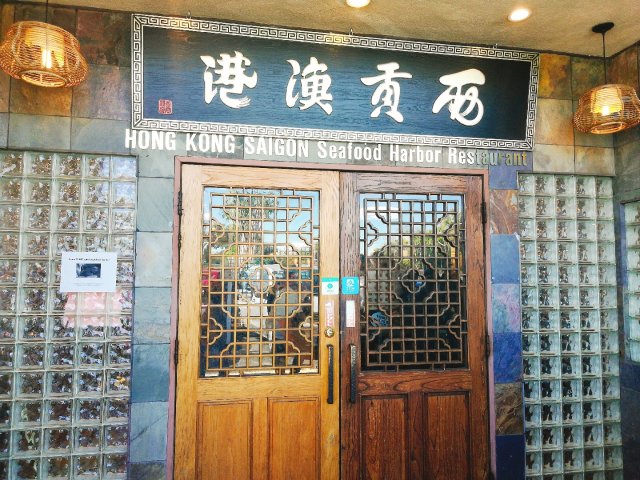 西貢漁港
HONG KONG SAIGON Seafood Harbor Restaurant